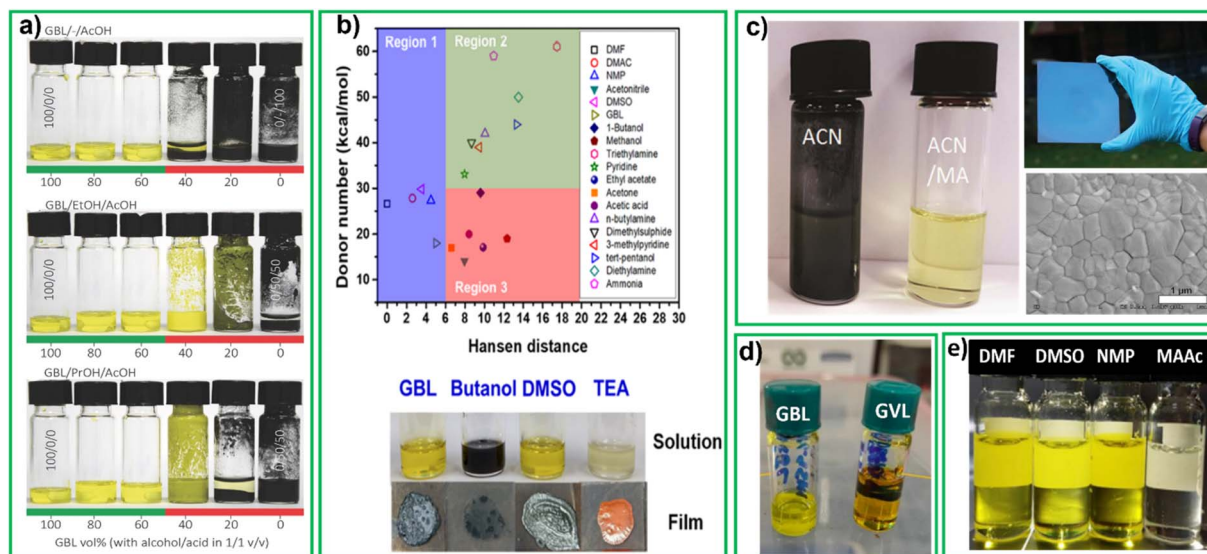 a)
GBL/-/AcOH
100/0/0
0/-/100
100 80 60 40 20 0
GBL/EtOH/AcOH
100/0/0
0/50/50
100 80 60 40 20 0
GBL/PrOH/AcOH
100/0/0
0/50/50
100 80 60 40 20 0
GBL vol% (with alcohol/acid in 1/1 v/v)
b)
Region 1
Region 2
Region 3
Donor number (kcal/mol)
60
50
40
30
20
10
0 2 4 6 8 10 12 14 16 18 20 22 24 26 28 30
Hansen distance
DMF
DMAC
NMP
Acetonitrile
DMSO
GBL
1-Butanol
Methanol
Triethylamine
Pyridine
Ethyl acetate
Acetone
Acetic acid
n-butylamine
Dimethylsulphide
3-methylpyridine
tert-pentanol
Diethylamine
Ammonia
GBL Butanol DMSO TEA
Solution
Film
c)
ACN
ACN
/MA
1 µm
d)
GBL
GVL
e)
DMF DMSO NMP MAAc